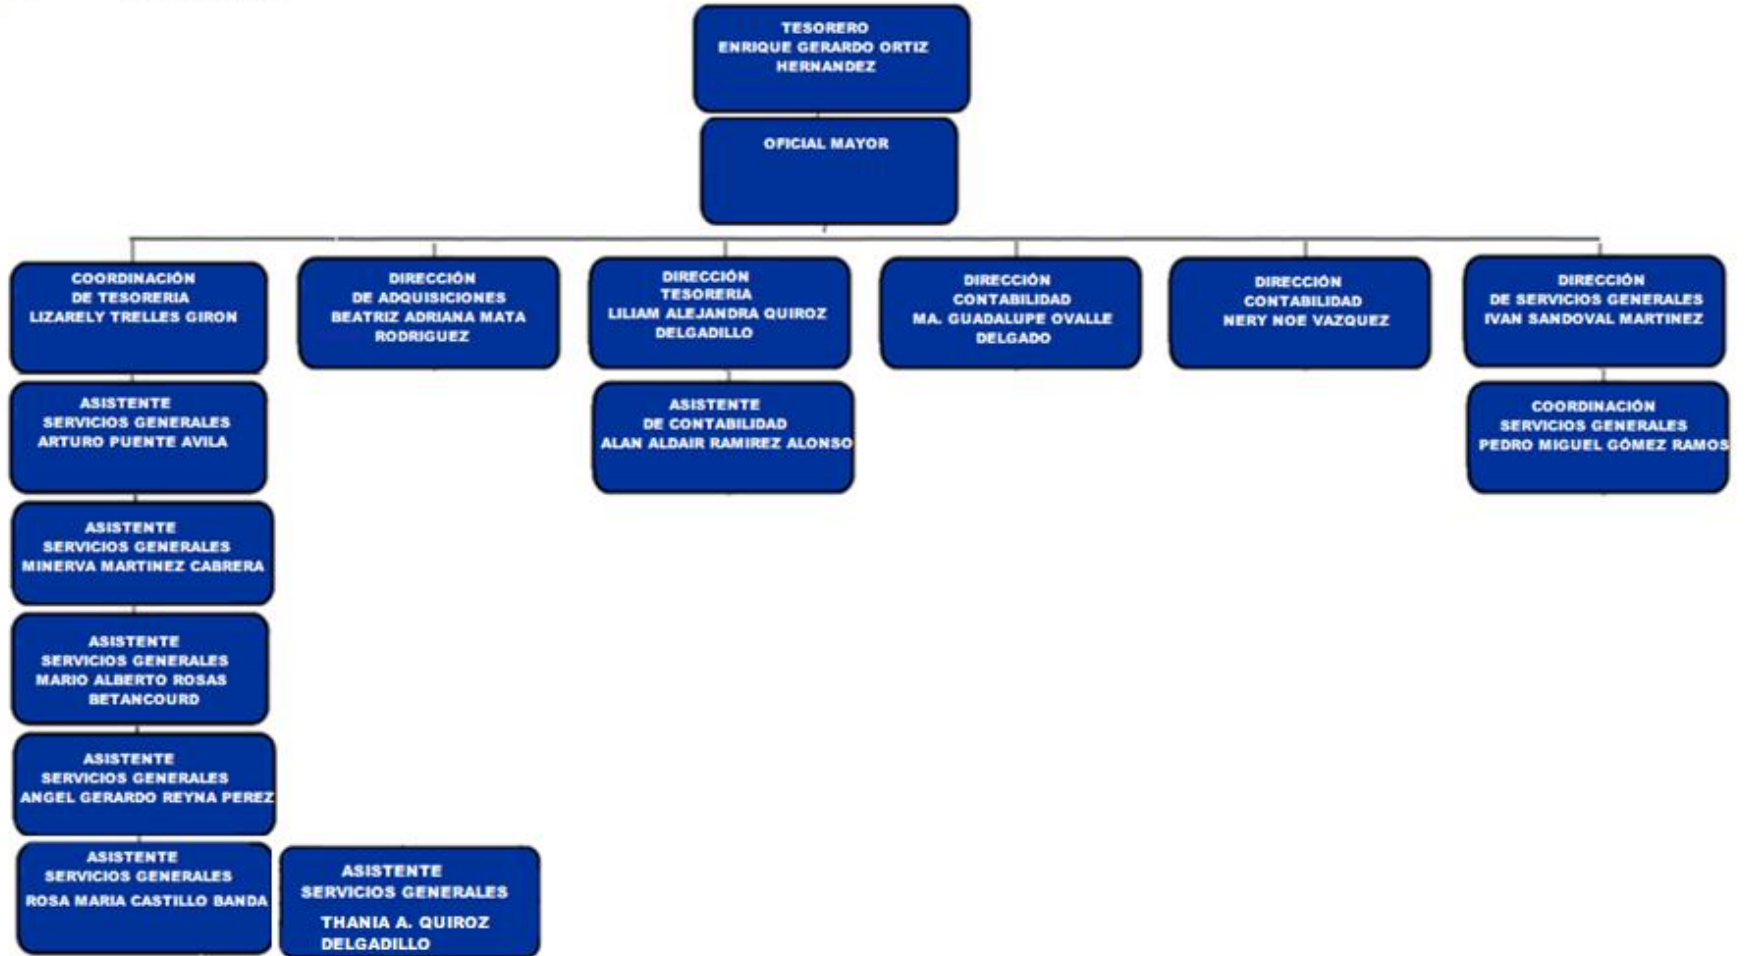 TESORERO
ENRIQUE GERARDO ORTIZ
HERNANDEZ
OFICIAL MAYOR
COORDINACIÓN
DE TESORERIA
LIZARELY TRELLES GIRON
DIRECCIÓN
DE ADQUISICIONES
BEATRIZ ADRIANA MATA
RODRIGUEZ
DIRECCIÓN
TESORERIA
LILIAM ALEJANDRA QUIROZ
DELGADILLO
DIRECCIÓN
CONTABILIDAD
MA. GUADALUPE OVALLE
DELGADO
DIRECCIÓN
CONTABILIDAD
NERY NOE VAZQUEZ
DIRECCIÓN
DE SERVICIOS GENERALES
IVAN SANDOVAL MARTINEZ
ASISTENTE
SERVICIOS GENERALES
ARTURO PUENTE AVILA
ASISTENTE
DE CONTABILIDAD
ALAN ALDAIR RAMIREZ ALONSO
COORDINACIÓN
SERVICIOS GENERALES
PEDRO MIGUEL GÓMEZ RAMOS
ASISTENTE
SERVICIOS GENERALES
MINERVA MARTINEZ CABRERA
ASISTENTE
SERVICIOS GENERALES
MARIO ALBERTO ROSAS
BETANCOURD
ASISTENTE
SERVICIOS GENERALES
ANGEL GERARDO REYNA PEREZ
ASISTENTE
SERVICIOS GENERALES
ROSA MARIA CASTILLO BANDA
ASISTENTE
SERVICIOS GENERALES
THANIA A. QUIROZ
DELGADILLO